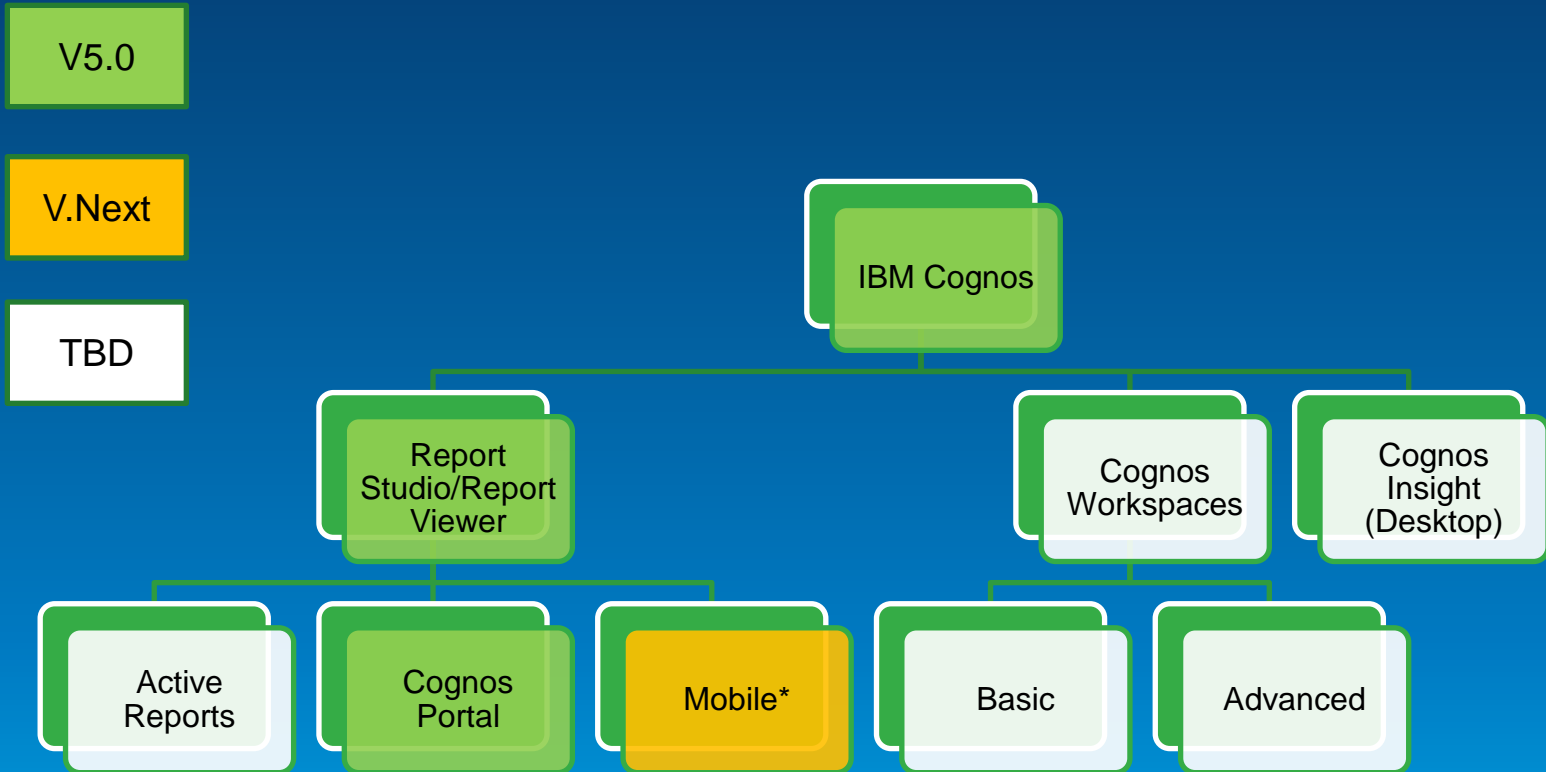 V5.0
V.Next
TBD
IBM Cognos
Report
Studio/Report
Viewer
Cognos
Workspaces
Cognos
Insight
(Desktop)
Active
Reports
Cognos
Portal
Mobile*
Basic
Advanced